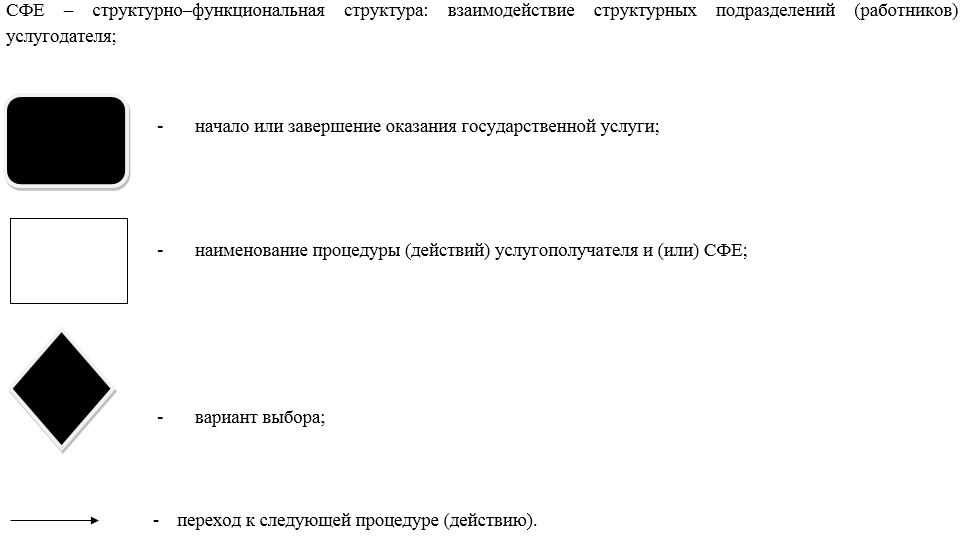 СФЕ – структурно–функциональная структура: взаимодействие структурных подразделений (работников)
услугодателя;
- начало или завершение оказания государственной услуги;
- наименование процедуры (действий) услугополучателя и (или) СФЕ;
- вариант выбора;
- переход к следующей процедуре (действию).